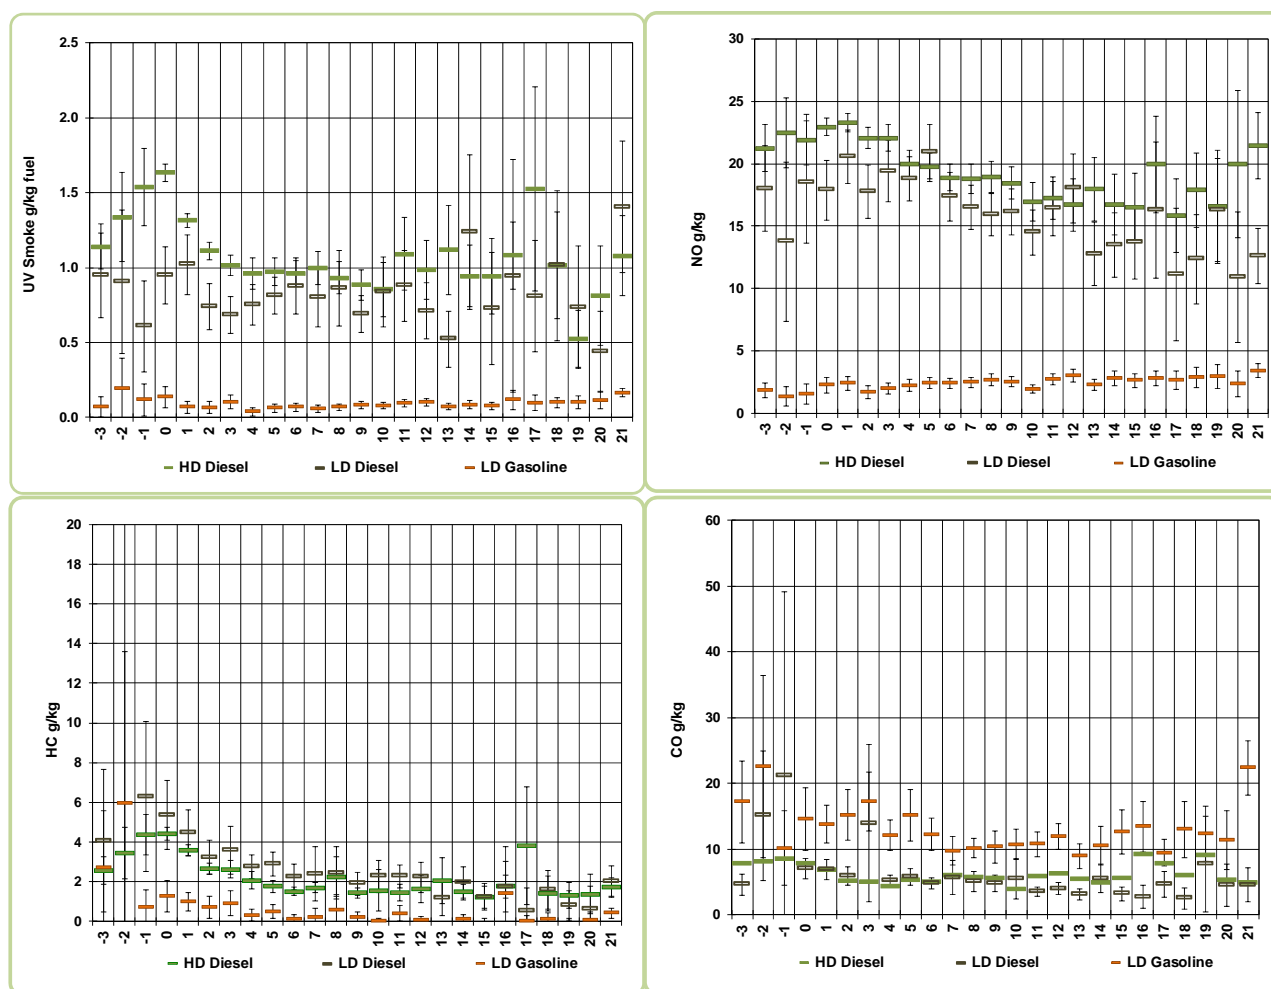 2.5
2.0
1.5
1.0
0.5
0.0
UV Smoke g/kg fuel
-3 -2 -1 0 1 2 3 4 5 6 7 8 9 10 11 12 13 14 15 16 17 18 19 20 21
HD Diesel LD Diesel LD Gasoline
30
25
20
15
10
5
0
NO g/kg
-3 -2 -1 0 1 2 3 4 5 6 7 8 9 10 11 12 13 14 15 16 17 18 19 20 21
HD Diesel LD Diesel LD Gasoline
20
18
16
14
12
10
8
6
4
2
0
HC g/kg
-3 -2 -1 0 1 2 3 4 5 6 7 8 9 10 11 12 13 14 15 16 17 18 19 20 21
HD Diesel LD Diesel LD Gasoline
60
50
40
30
20
10
0
CO g/kg
-3 -2 -1 0 1 2 3 4 5 6 7 8 9 10 11 12 13 14 15 16 17 18 19 20 21
HD Diesel LD Diesel LD Gasoline